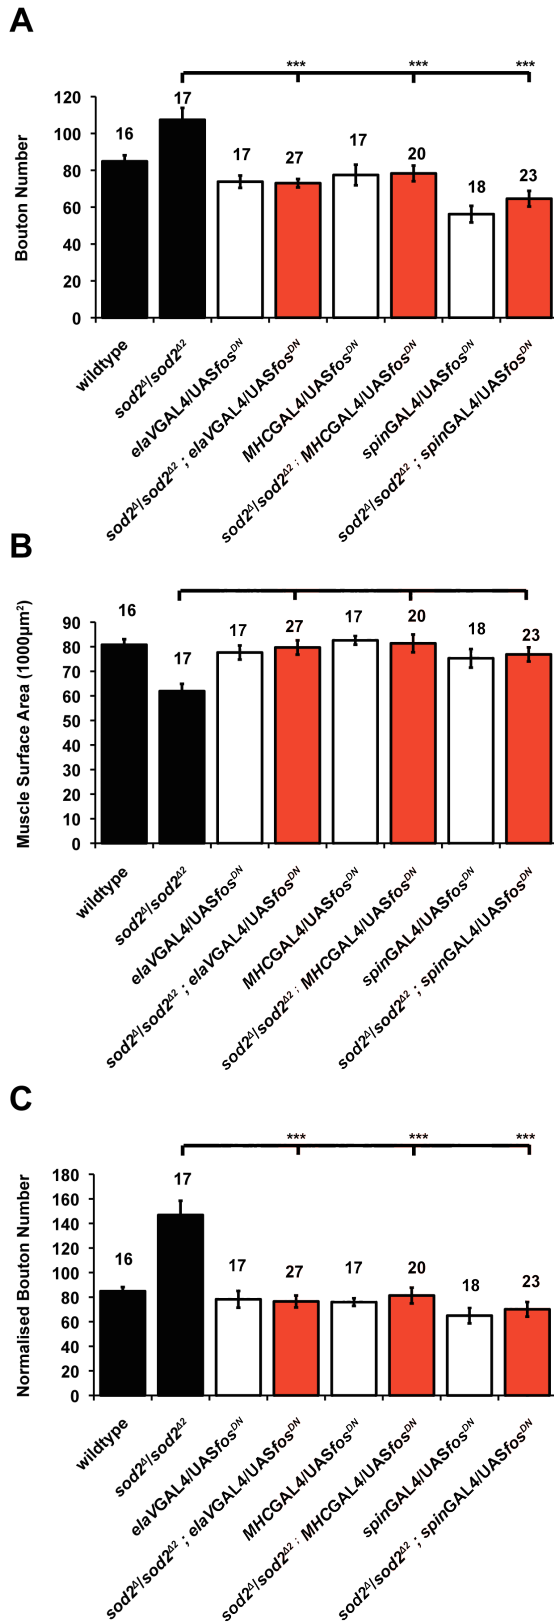 A
*** *** ***
Bouton Number
120
100
80
60
40
20
0
16
17
17
27
17
20
18
23
wildtype
sod2Δ/sod2Δ2
elaVGAL4/UASfosDN
sod2Δ/sod2Δ2 ; elaVGAL4/UASfosDN
MHCGAL4/UASfosDN
sod2Δ/sod2Δ2 ; MHCGAL4/UASfosDN
spinGAL4/UASfosDN
sod2Δ/sod2Δ2 ; spinGAL4/UASfosDN
B
Muscle Surface Area (1000µm²)
90
80
70
60
50
40
30
20
10
0
16
17
17
27
17
20
18
23
wildtype
sod2Δ/sod2Δ2
elaVGAL4/UASfosDN
sod2Δ/sod2Δ2 ; elaVGAL4/UASfosDN
MHCGAL4/UASfosDN
sod2Δ/sod2Δ2 ; MHCGAL4/UASfosDN
spinGAL4/UASfosDN
sod2Δ/sod2Δ2 ; spinGAL4/UASfosDN
C
*** *** ***
Normalised Bouton Number
180
160
140
120
100
80
60
40
20
0
16
17
17
27
17
20
18
23
wildtype
sod2Δ/sod2Δ2
elaVGAL4/UASfosDN
sod2Δ/sod2Δ2 ; elaVGAL4/UASfosDN
MHCGAL4/UASfosDN
sod2Δ/sod2Δ2 ; MHCGAL4/UASfosDN
spinGAL4/UASfosDN
sod2Δ/sod2Δ2 ; spinGAL4/UASfosDN